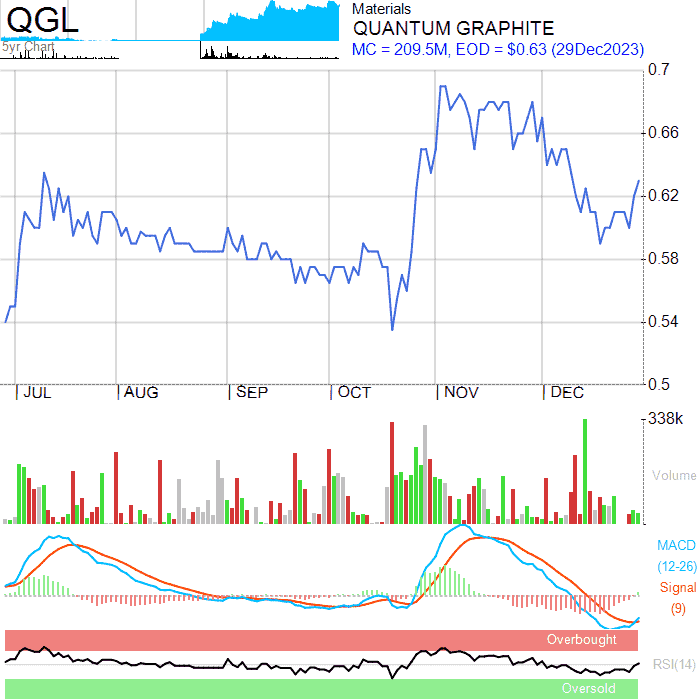 QGL
5yr Chart
Materials
QUANTUM GRAPHITE
MC = 209.5M, EOD = $0.63 (29Dec2023)
0.7
0.66
0.62
0.58
0.54
0.5
JUL AUG SEP OCT NOV DEC
338k
Volume
MACD
(12-26)
Signal
(9)
Overbought
RSI(14)
Oversold